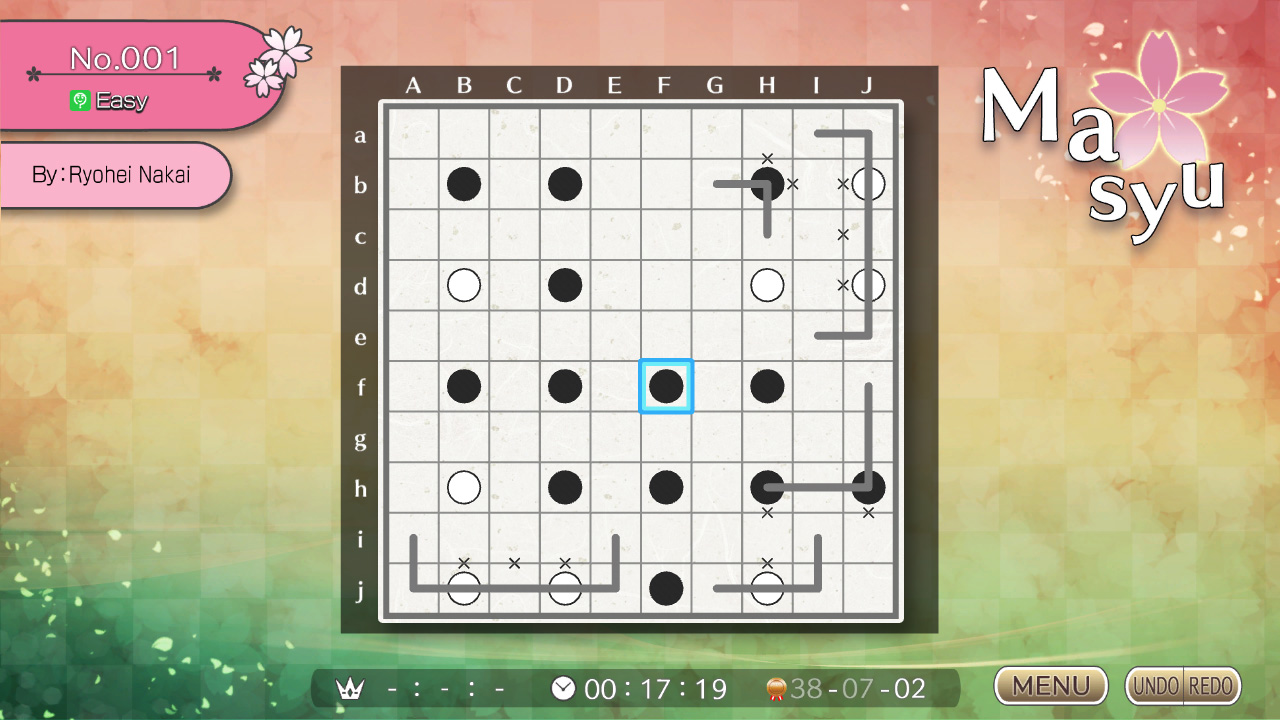 No.001
Easy
By:Ryohei Nakai
A B C D E F G H I J
a
b
c
d
e
f
g
h
i
j
Masyu
- : - : -
00:17:19
38-07-02
MENU
UNDO REDO